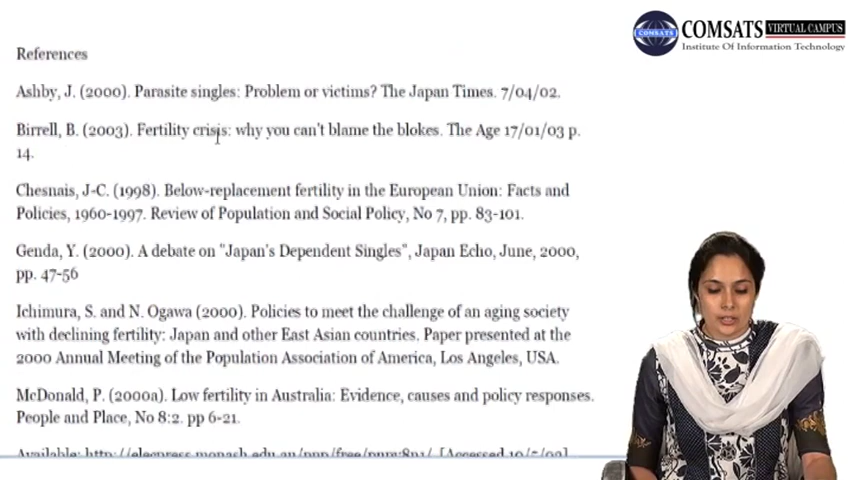 COMSATS VIRTUAL CAMPUS
COMSATS
Institute Of Information Technology
References
Ashby, J. (2000). Parasite singles: Problem or victims? The Japan Times. 7/04/02.
Birrell, B. (2003). Fertility crisis: why you can't blame the blokes. The Age 17/01/03 p.
14.
Chesnais, J-C. (1998). Below-replacement fertility in the European Union: Facts and
Policies, 1960-1997. Review of Population and Social Policy, No 7, pp. 83-101.
Genda, Y. (2000). A debate on "Japan's Dependent Singles", Japan Echo, June, 2000,
pp. 47-56
Ichimura, S. and N. Ogawa (2000). Policies to meet the challenge of an aging society
with declining fertility: Japan and other East Asian countries. Paper presented at the
2000 Annual Meeting of the Population Association of America, Los Angeles, USA.
McDonald, P. (2000a). Low fertility in Australia: Evidence, causes and policy responses.
People and Place, No 8:2. pp 6-21.
Available: [Accessed